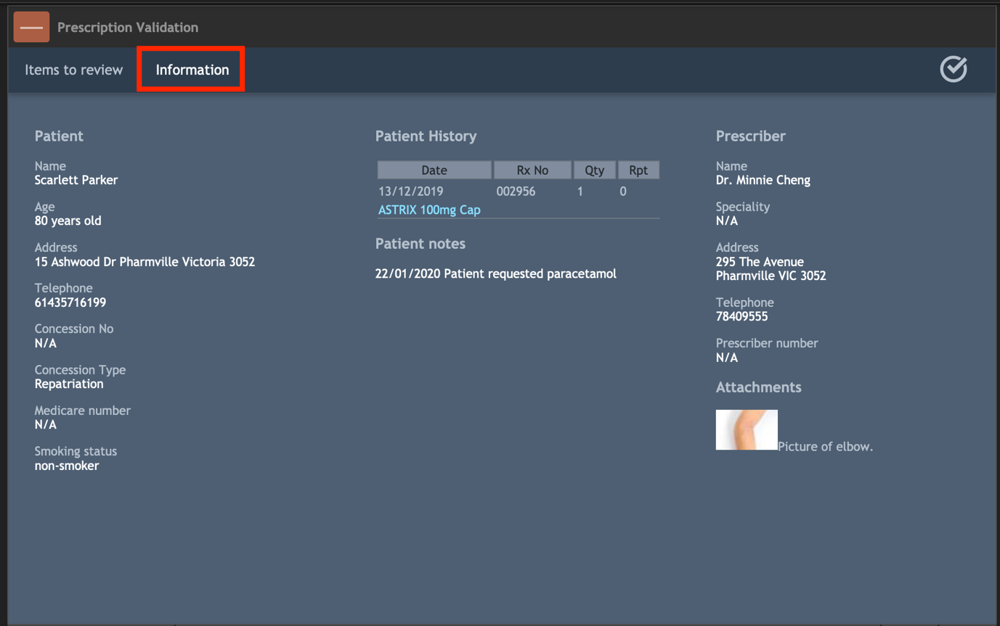 Prescription Validation
Items to review
Information
Patient
Name
Scarlett Parker
Age
80 years old
Address
15 Ashwood Dr Pharmville Victoria 3052
Telephone
61435716199
Concession No
N/A
Concession Type
Repatriation
Medicare number
N/A
Smoking status
non-smoker
Patient History
Date Rx No Qty Rpt
13/12/2019 002956 1 0
ASTRIX 100mg Cap
Patient notes
22/01/2020 Patient requested paracetamol
Prescriber
Name
Dr. Minnie Cheng
Speciality
N/A
Address
295 The Avenue
Pharmville VIC 3052
Telephone
78409555
Prescriber number
N/A
Attachments
Picture of elbow.